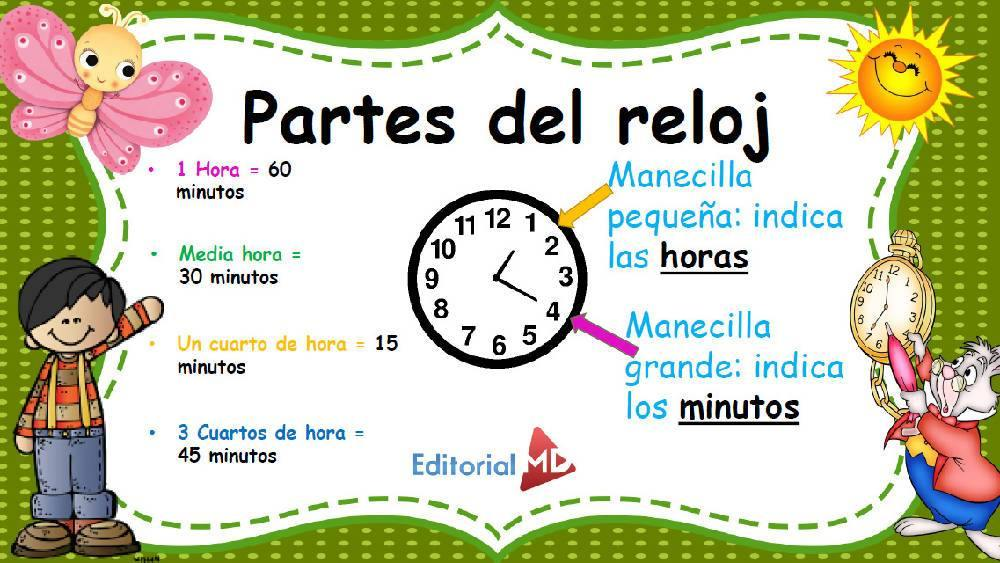 Partes del reloj
• 1 Hora = 60
minutos
• Media hora =
30 minutos
• Un cuarto de hora = 15
minutos
• 3 Cuartos de hora =
45 minutos
12
1
2
3
4
5
6
7
8
9
10
11
Manecilla
pequeña: indica
las horas
Manecilla
grande: indica
los minutos
Editorial MD